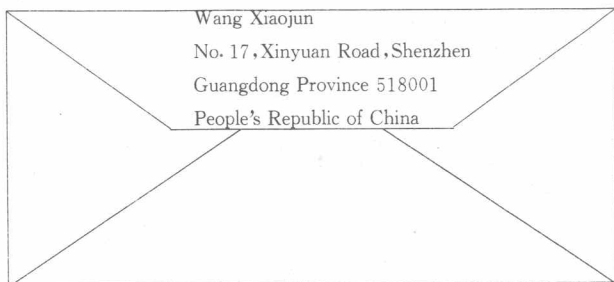 Wang Xiaojun
No. 17,Xinyuan Road,Shenzhen
Guangdong Province 518001
People's Republic of China